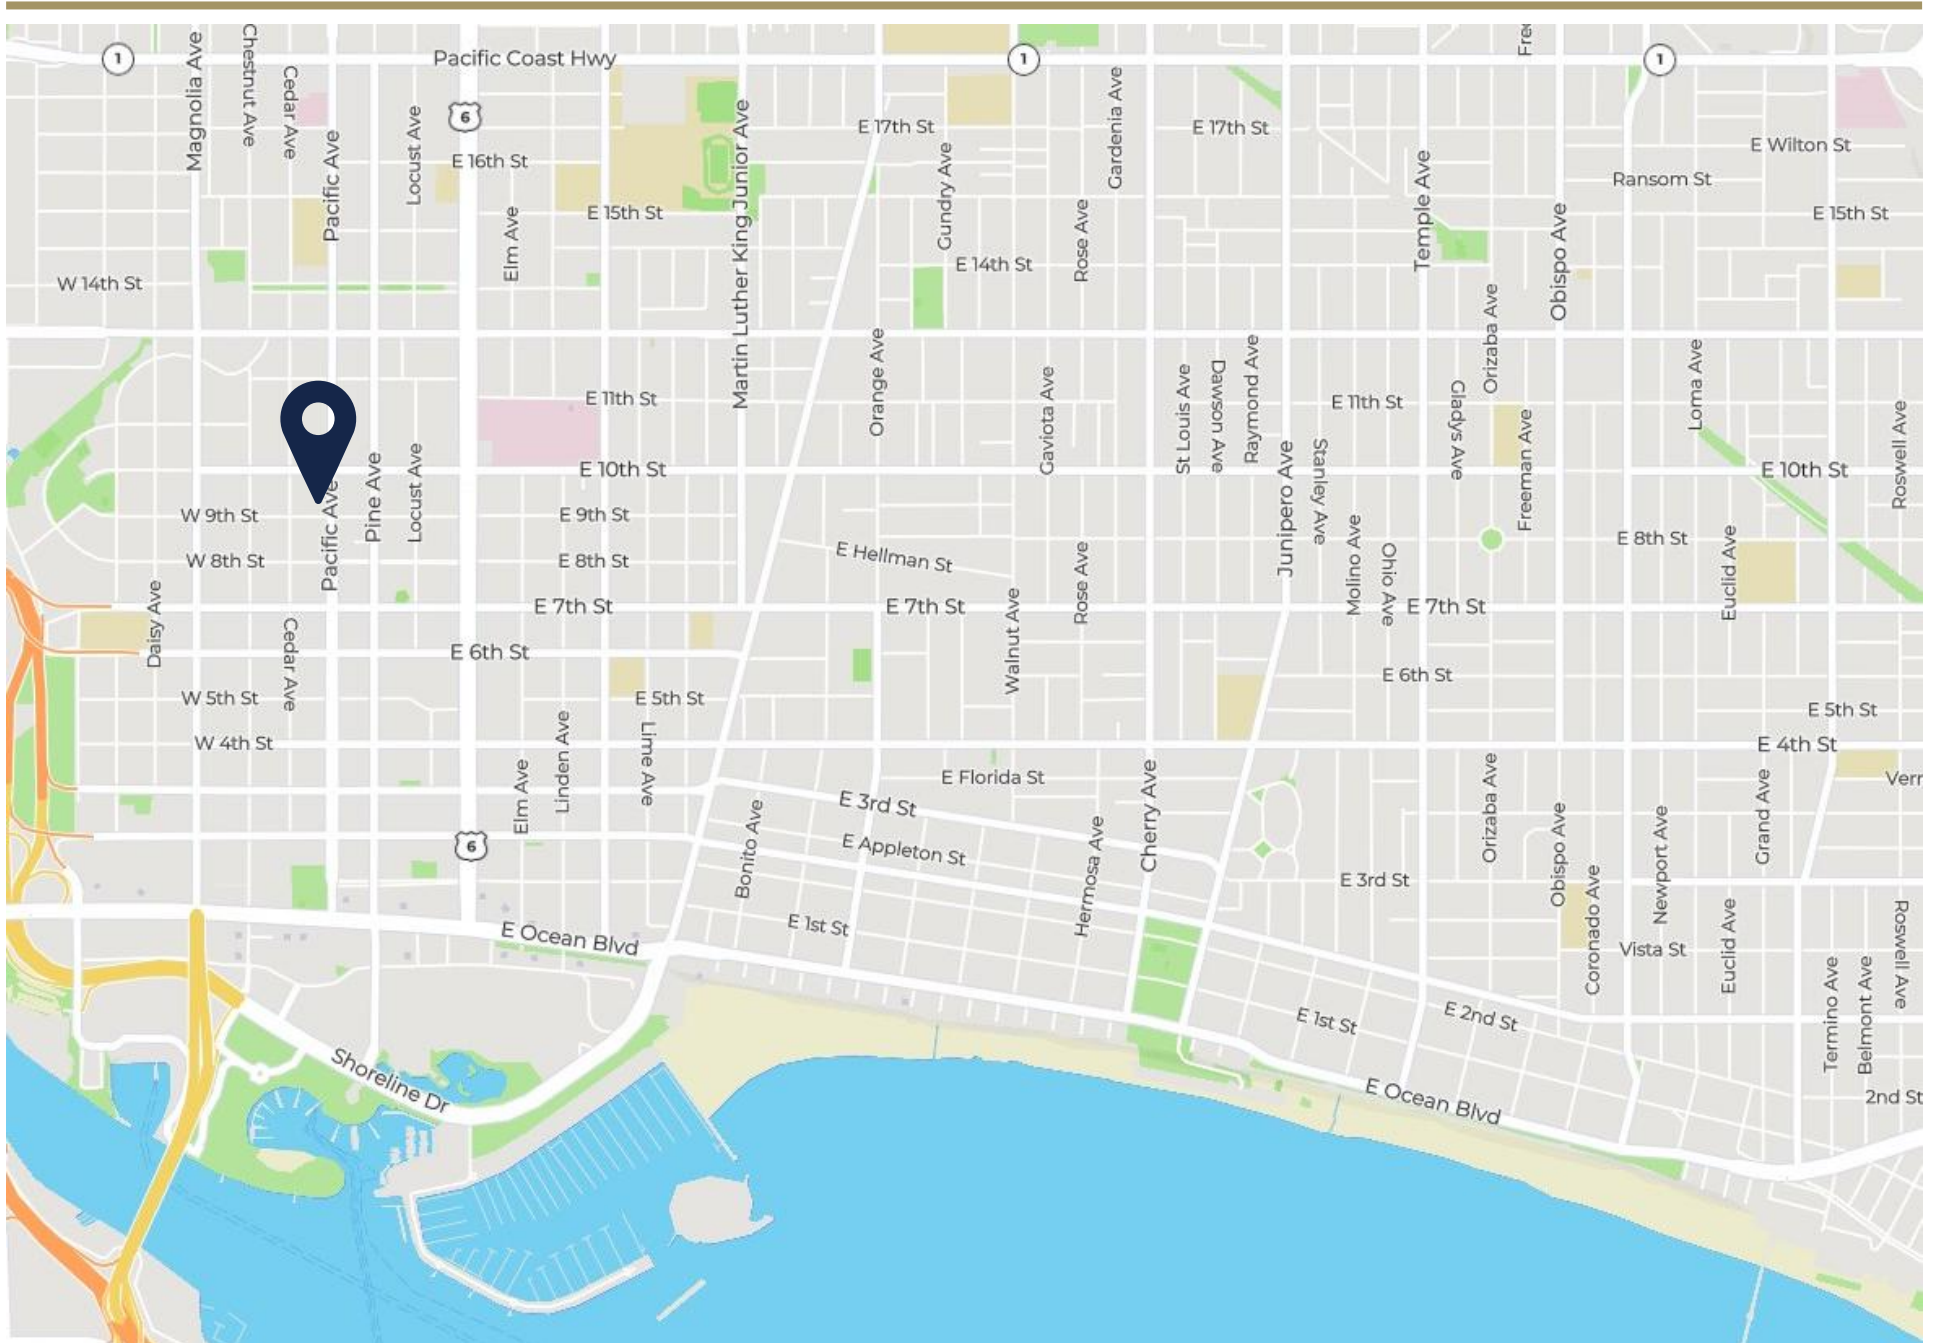 Magnolia Ave
Chestnut Ave
Cedar Ave
Pacific Ave
Locust Ave
Pacific Coast Hwy
1
1
1
6
Fre
E 16th St
Elm Ave
E 15th St
Martin Luther King Junior Ave
E 17th St
Gundry Ave
E 14th St
Rose Ave
Gardenia Ave
E 17th St
Temple Ave
Orizaba Ave
Obispo Ave
E Wilton St
Ransom St
E 15th St
W 14th St
E 11th St
Orange Ave
Gaviota Ave
St Louis Ave
Dawson Ave
Raymond Ave
E 11th St
Gladys Ave
Freeman Ave
Loma Ave
Roswell Ave
E 10th St
E 10th St
Pacific Ave
Pine Ave
Locust Ave
W 9th St
E 9th St
W 8th St
E 8th St
E Hellman St
Rose Ave
Junipero Ave
Stanley Ave
Molino Ave
Ohio Ave
E 8th St
Euclid Ave
Daisy Ave
E 7th St
E 7th St
E 7th St
Cedar Ave
E 6th St
Walnut Ave
E 6th St
W 5th St
E 5th St
E 5th St
W 4th St
E 4th St
Elm Ave
Linden Ave
Lime Ave
E Florida St
Cherry Ave
Orizaba Ave
Grand Ave
Verr
6
Bonito Ave
E 3rd St
E Appleton St
Hermosa Ave
E 3rd St
Obispo Ave
Coronado Ave
Newport Ave
E Ocean Blvd
E 1st St
Vista St
Euclid Ave
Roswell Ave
E 1st St
E 2nd St
Termino Ave
Belmont Ave
Shoreline Dr
E Ocean Blvd
2nd St